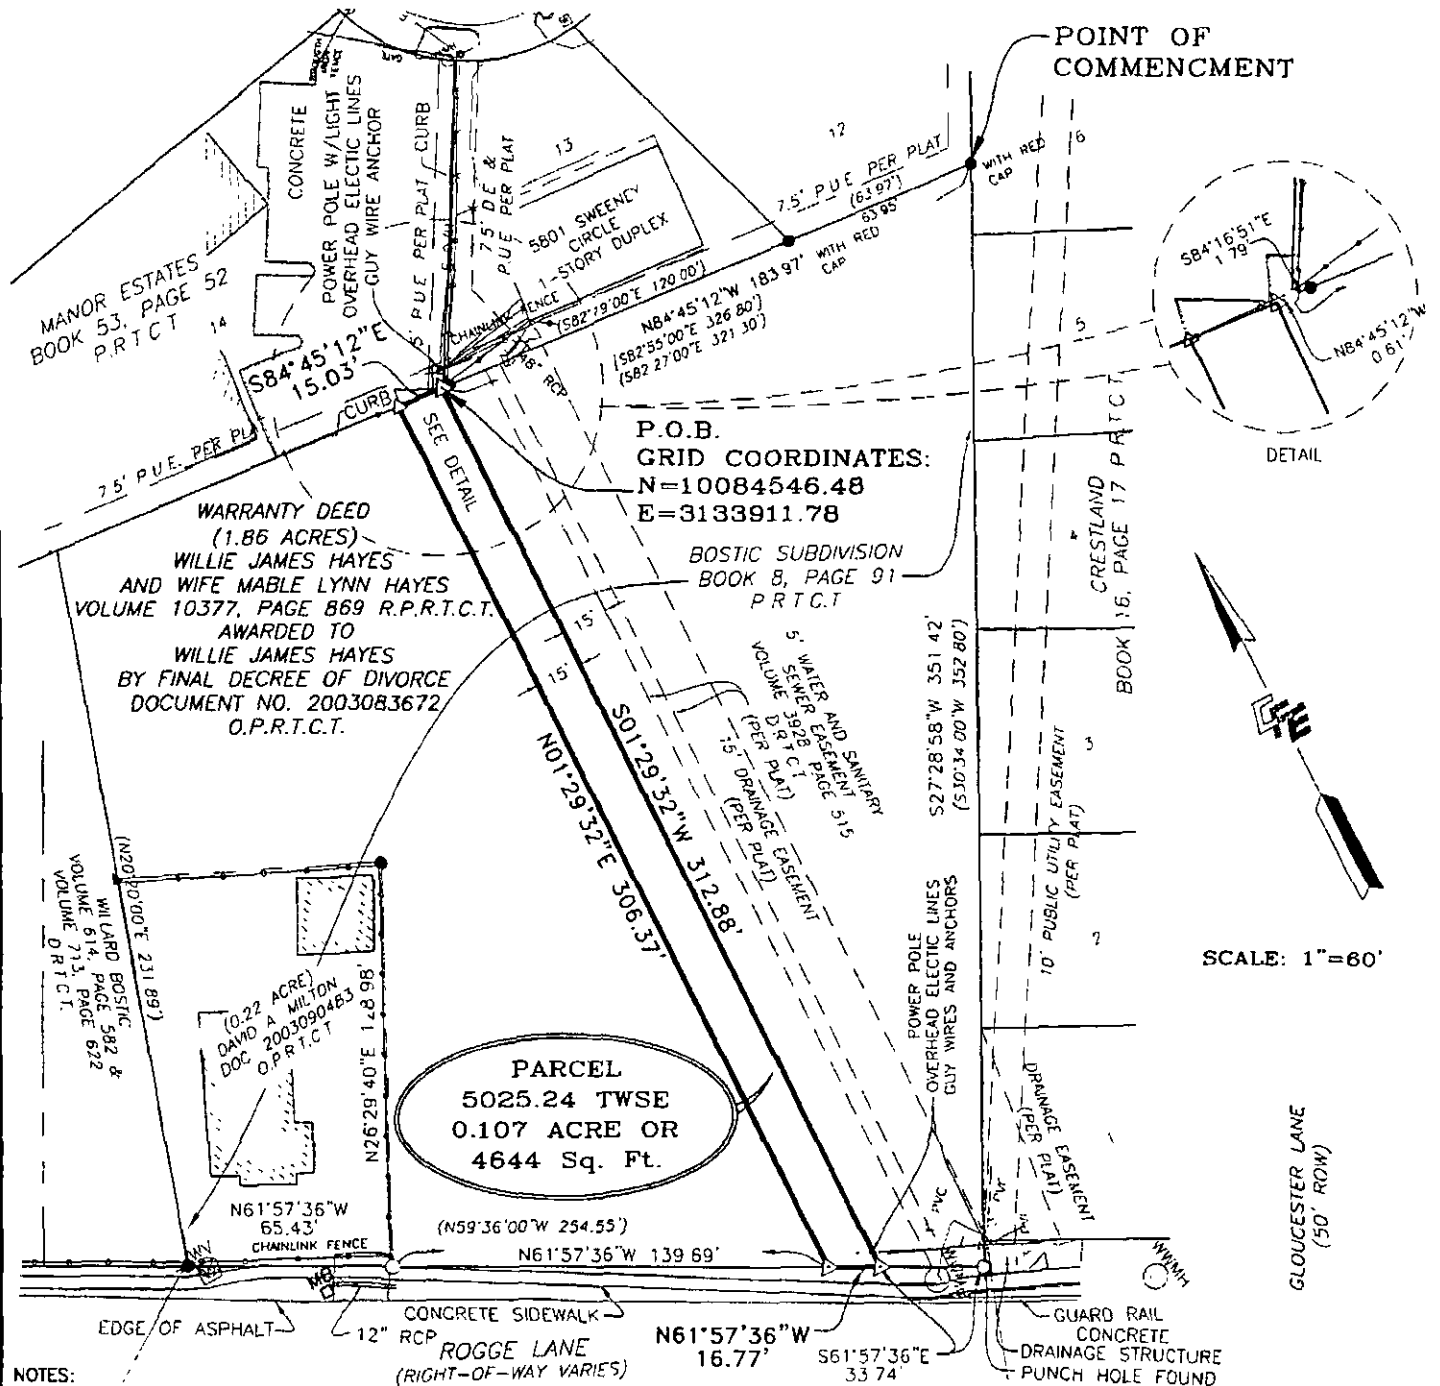 POINT OF
COMMENCMENT
WITH RED
CAP
6
12
7.5' PUE PER PLAT
(63.97')
63.95'
WITH RED
CAP
CONCRETE
POWER POLE W/LIGHT
OVERHEAD ELECTIC LINES
GUY WIRE ANCHOR
CURB
5' PUE PER PLAT
7.5' DE &
PUE PER PLAT
13
5801 SWEENEY
CIRCLE
1-STORY DUPLEX
MANOR ESTATES
BOOK 53, PAGE 52
P.R.T.C.T
14
S84°45'12"E
15.03'
CURB
CHAINLINK FENCE
(S82°19'00"E 120.00')
N84°45'12"W 183.97'
(S82°55'00"E 326.80')
(S82°27'00"E 321.30')
48" RCP
5
S84°16'51"E
1.79'
N84°45'12"W
0.61'
DETAIL
7.5' P.U.E. PER PL
SEE DETAIL
P.O.B.
GRID COORDINATES:
N=10084546.48
E=3133911.78
WARRANTY DEED
(1.86 ACRES)
WILLIE JAMES HAYES
AND WIFE MABLE LYNN HAYES
VOLUME 10377, PAGE 869 R.P.R.T.C.T.
AWARDED TO
WILLIE JAMES HAYES
BY FINAL DECREE OF DIVORCE
DOCUMENT NO. 2003083672
O.P.R.T.C.T.
BOSTIC SUBDIVISION
BOOK 8, PAGE 91
P.R.T.C.T
CRESTLAND
BOOK 16, PAGE 17 P.R.T.C.T
15'
15'
5' WATER AND SANITARY
SEWER EASEMENT
VOLUME 3928 PAGE 515
D.R.T.C.T
(PER PLAT)
15' DRAINAGE EASEMENT
(PER PLAT)
S27°28'58"W 351.42'
(S30°34'00"W 352.80')
S01°29'32"W 312.88'
N01°29'32"E 306.37'
3
10' PUBLIC UTILITY EASEMENT
(PER PLAT)
2
SCALE: 1"=60'
(N20°20'00"E 231.89')
WILLARD BOSTIC
VOLUME 614, PAGE 582 &
VOLUME 713, PAGE 622
D.R.T.C.T.
(0.22 ACRE)
DAVID A MILTON
DOC 2003090483
O.P.R.T.C.T
N26°29'40"E 128.98'
PARCEL
5025.24 TWSE
0.107 ACRE OR
4644 Sq. Ft.
POWER POLE
OVERHEAD ELECTIC LINES
GUY WIRES AND ANCHORS
DRAINAGE EASEMENT
(PER PLAT)
GLOUCESTER LANE
(50' ROW)
N61°57'36"W
65.43'
CHAINLINK FENCE
(N59°36'00"W 254.55')
N61°57'36"W 139.69'
PVC
WV
WWMH
EDGE OF ASPHALT
12" RCP
CONCRETE SIDEWALK
ROGGE LANE
(RIGHT-OF-WAY VARIES)
N61°57'36"W
16.77'
S61°57'36"E
33.74'
GUARD RAIL
CONCRETE
DRAINAGE STRUCTURE
PUNCH HOLE FOUND
NOTES: